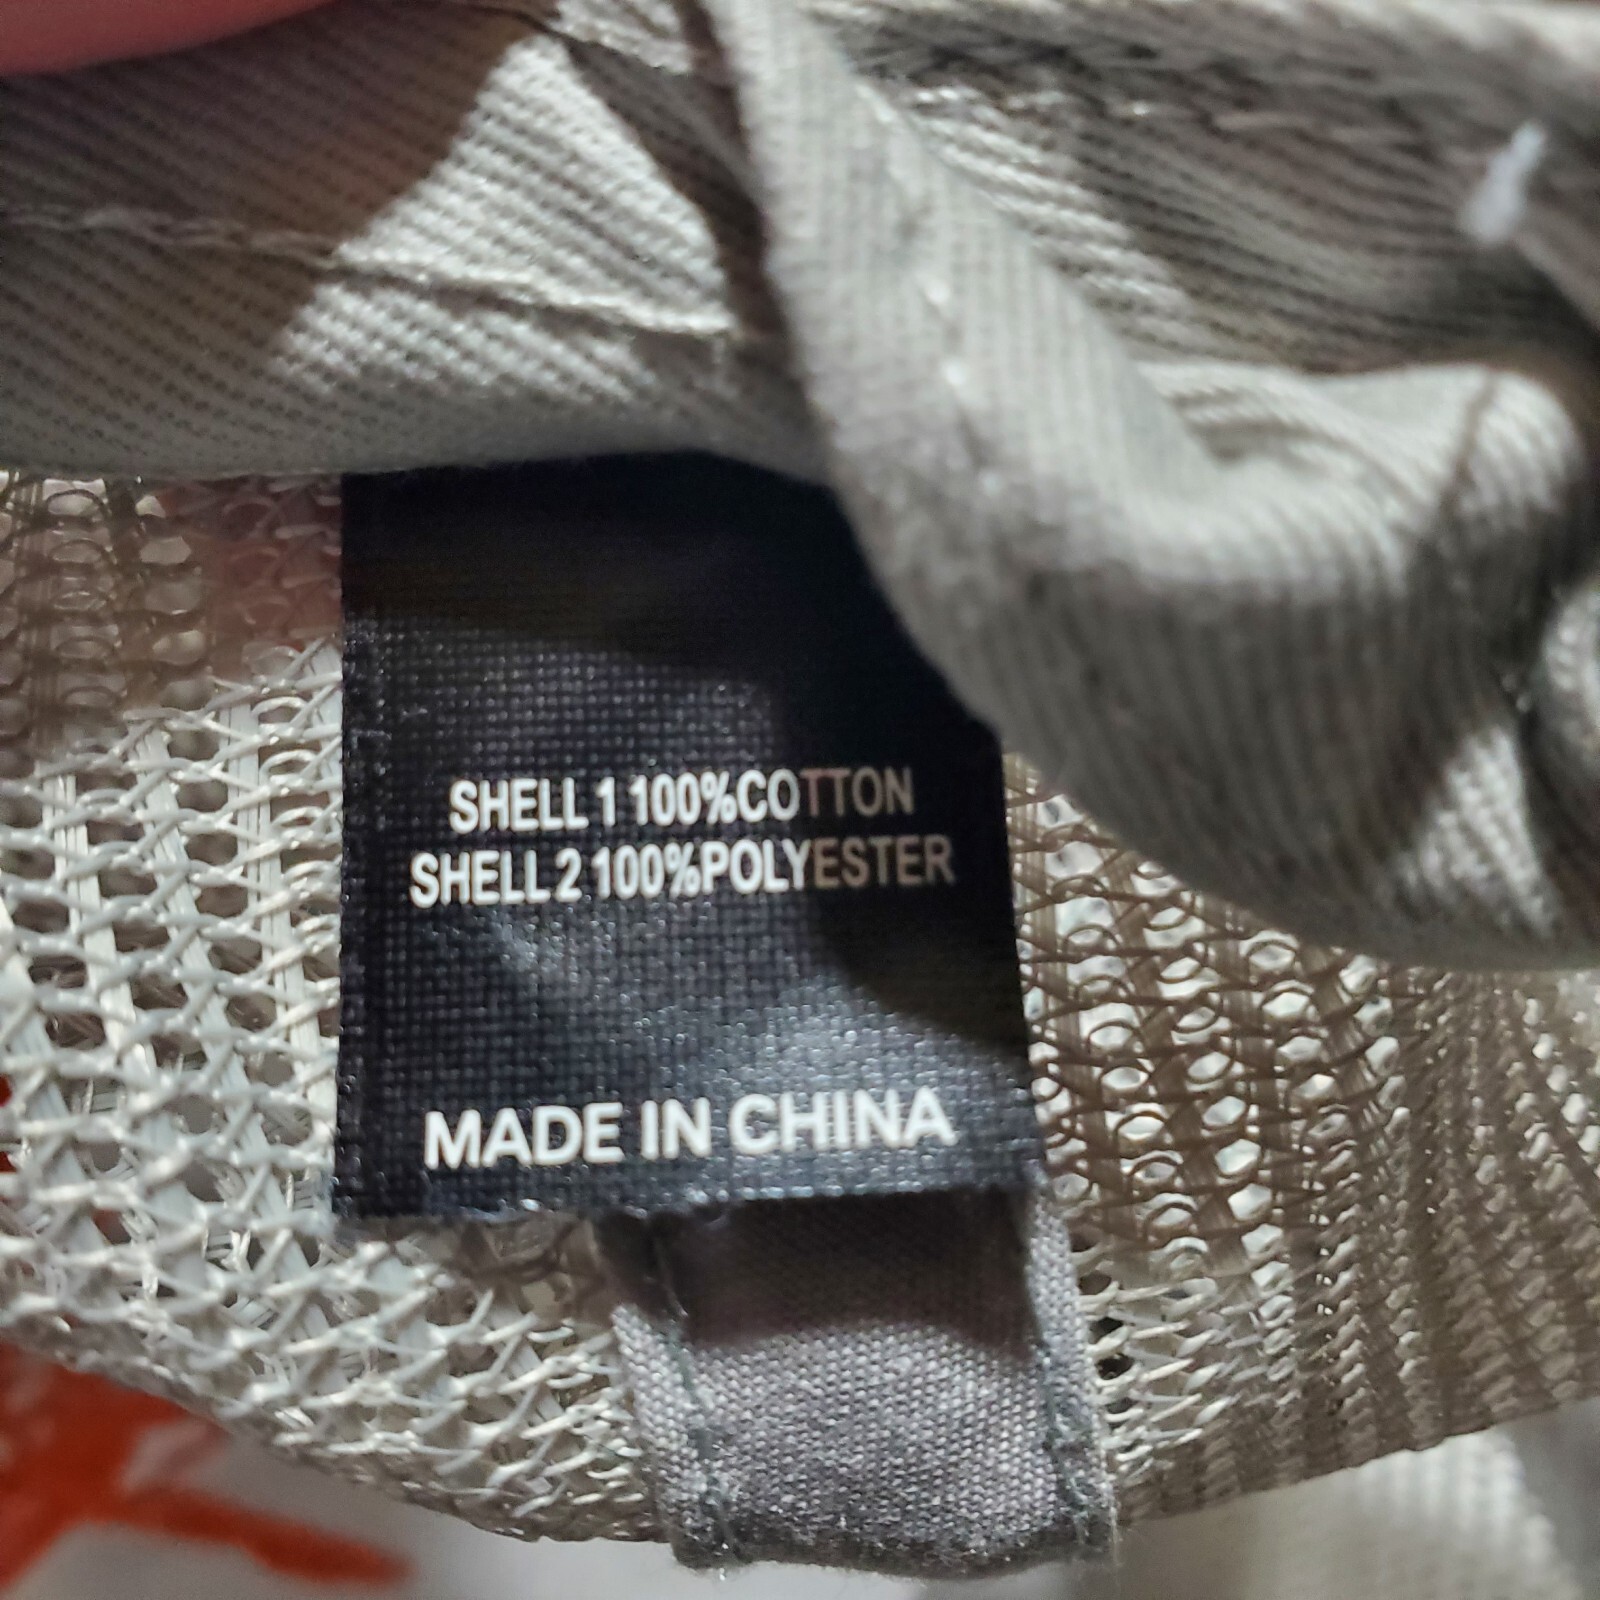 SHELL 1 100%COTTON
SHELL 2 100%POLYESTER
MADE IN CHINA